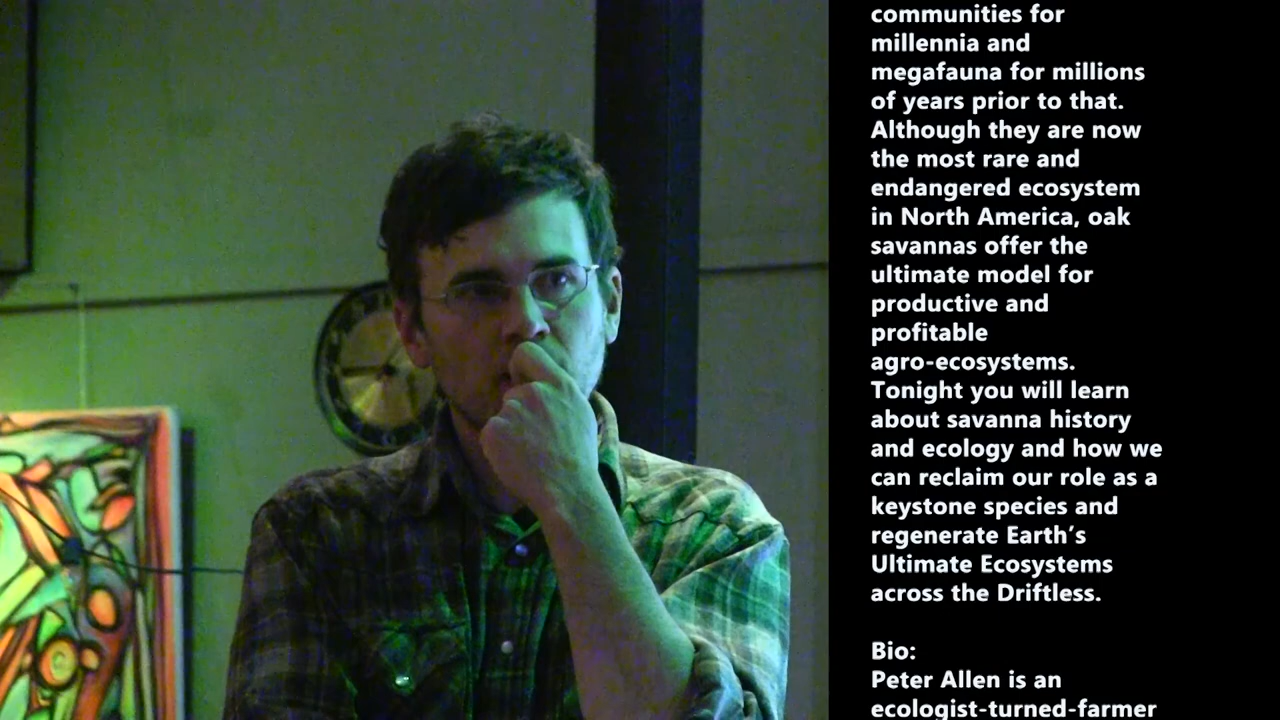 communities for
millennia and
megafauna for millions
of years prior to that.
Although they are now
the most rare and
endangered ecosystem
in North America, oak
savannas offer the
ultimate model for
productive and
profitable
agro-ecosystems.
Tonight you will learn
about savanna history
and ecology and how we
can reclaim our role as a
keystone species and
regenerate Earth’s
Ultimate Ecosystems
across the Driftless.
Bio:
Peter Allen is an
ecologist-turned-farmer